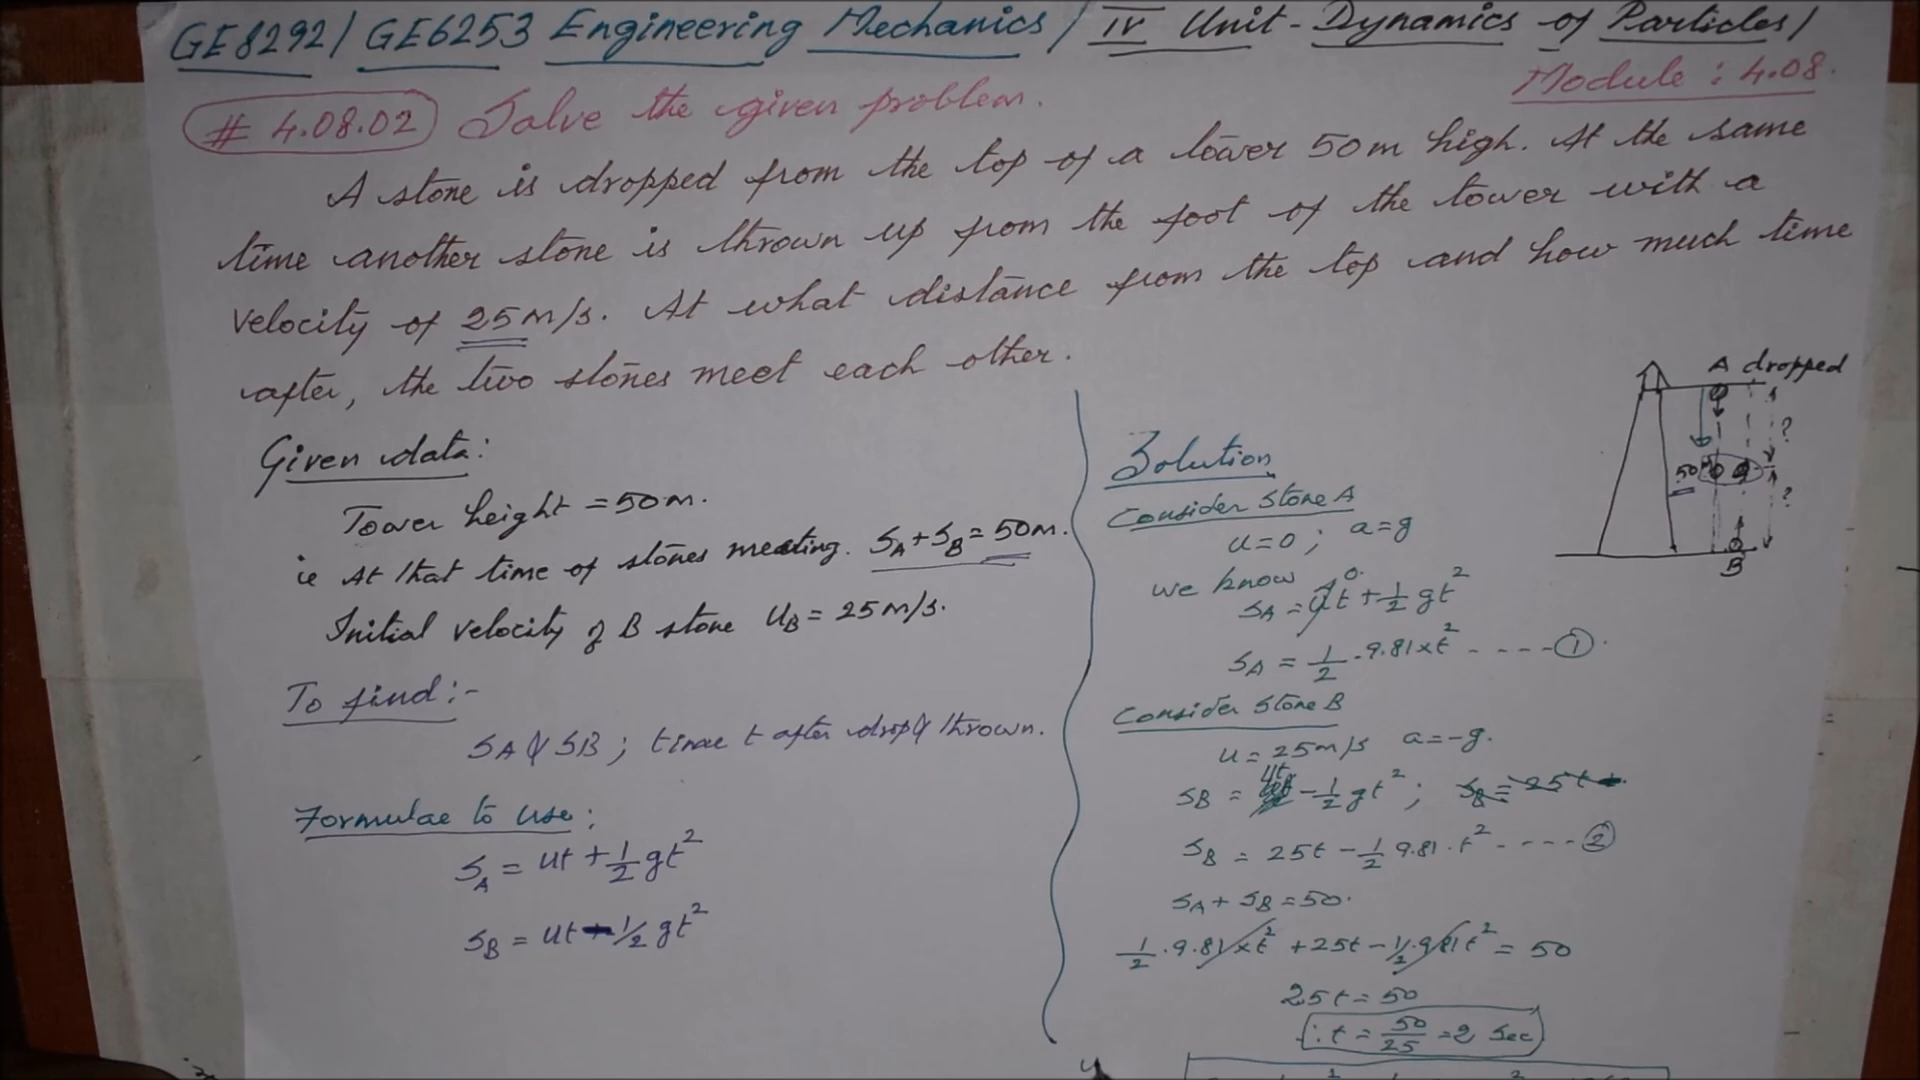 GE8292/ GE6253 Engineering Mechanics / IV Unit - Dynamics of Particles/
Module : 4.08.
# 4.08.02 Solve the given problem.
A stone is dropped from the top of a tower 50m high. At the same
time another stone is thrown up from the foot of the tower with a
velocity of 25m/s. At what distance from the top and how much time
after, the two stones meet each other.
Given data:
Tower height = 50m.
ie At that time of stones meeting. SA + SB = 50m.
Initial velocity of B stone UB = 25m/s.
To find:-
SA & SB ; time t after drop & thrown.
Formulae to use:
SA = ut + 1/2 gt²
SB = ut - 1/2 gt²
Solution
Consider Stone A
u=0 ; a=g
we know
SA = ut + 1/2 gt²
0
SA = 1/2 · 9.81 x t² - - - - ①
Consider Stone B
u = 25m/s a = -g.
SB = ut - 1/2 gt² ; SB = 25t -
SB = 25t - 1/2 9.81 · t² - - - - ②
SA + SB = 50.
1/2 · 9.81 x t² + 25t - 1/2 · 9.81 t² = 50
25t = 50
∴ t = 50/25 = 2 sec
A dropped
?
50m
?
B